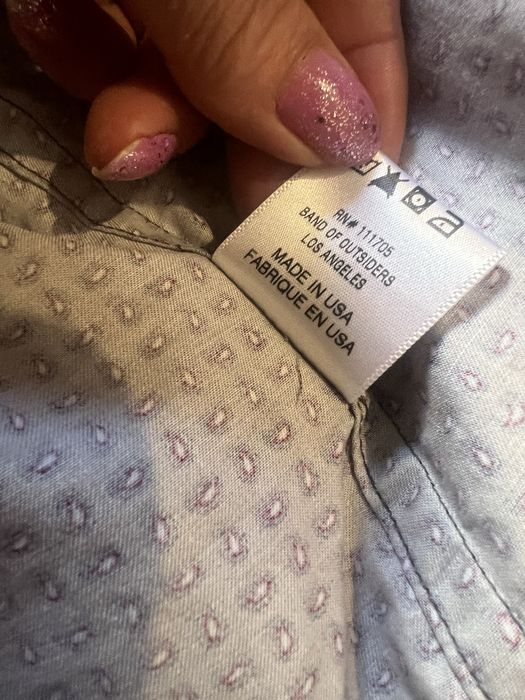 RN# 111705
BAND OF OUTSIDERS
LOS ANGELES
MADE IN USA
FABRIQUE EN USA